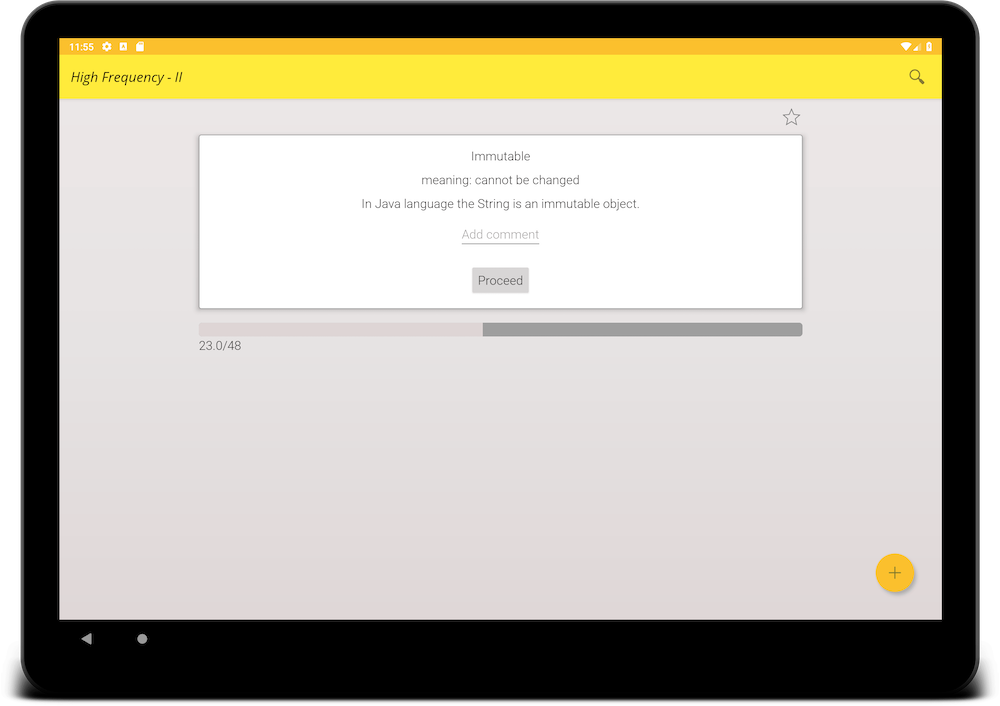 11:55
High Frequency - II
Immutable
meaning: cannot be changed
In Java language the String is an immutable object.
Add comment
Proceed
23.0/48